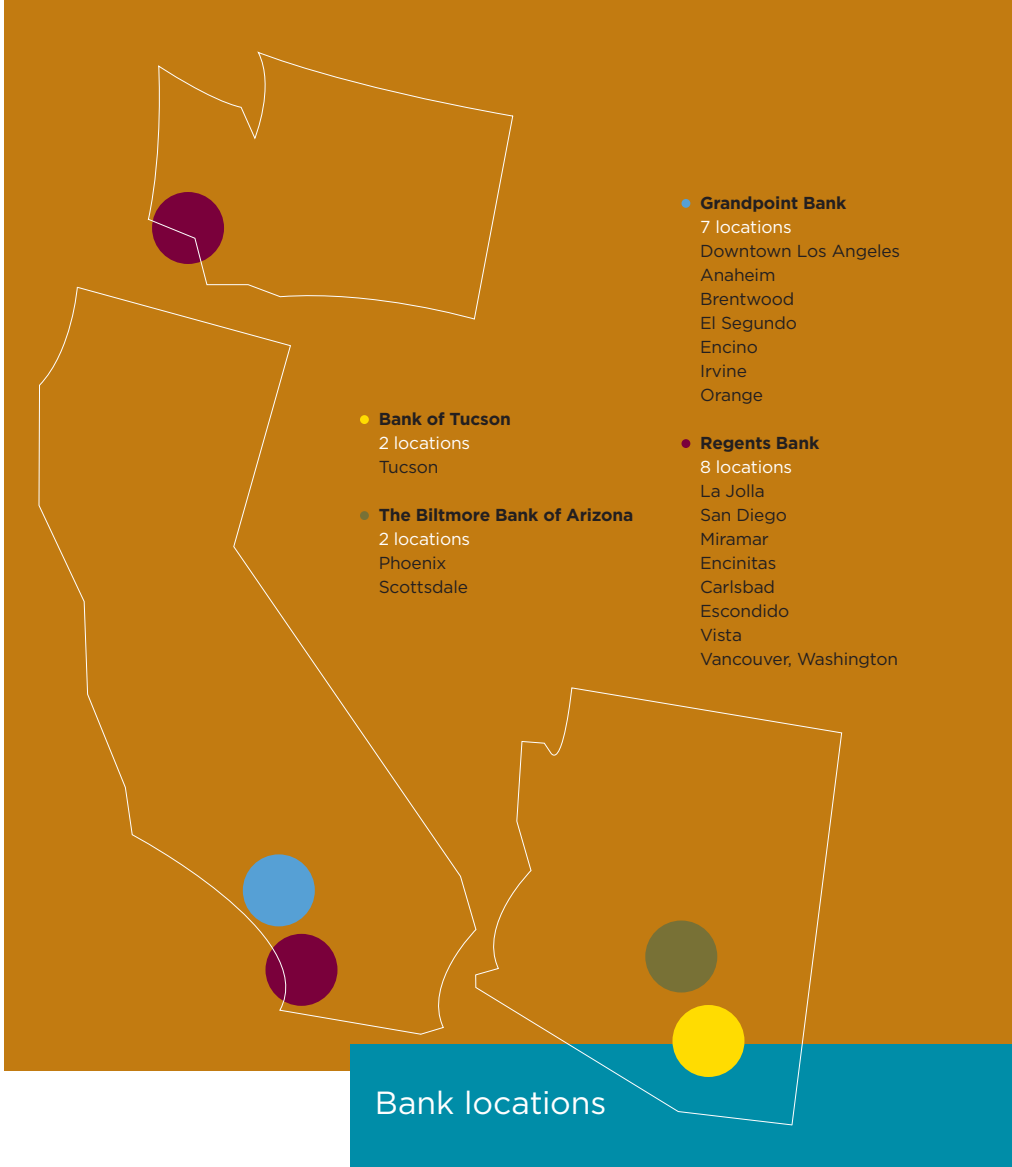 Grandpoint Bank
7 locations
Downtown Los Angeles
Anaheim
Brentwood
El Segundo
Encino
Irvine
Orange
Bank of Tucson
2 locations
Tucson
The Biltmore Bank of Arizona
2 locations
Phoenix
Scottsdale
Regents Bank
8 locations
La Jolla
San Diego
Miramar
Encinitas
Carlsbad
Escondido
Vista
Vancouver, Washington
Bank locations